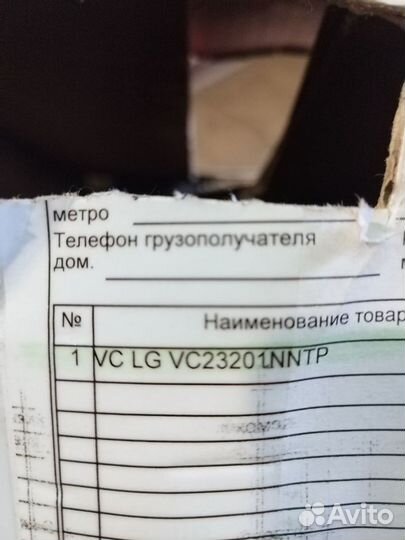 метро
Телефон грузополучателя
дом.
№ Наименование товар
1 VC LG VC23201NNTP
Avito